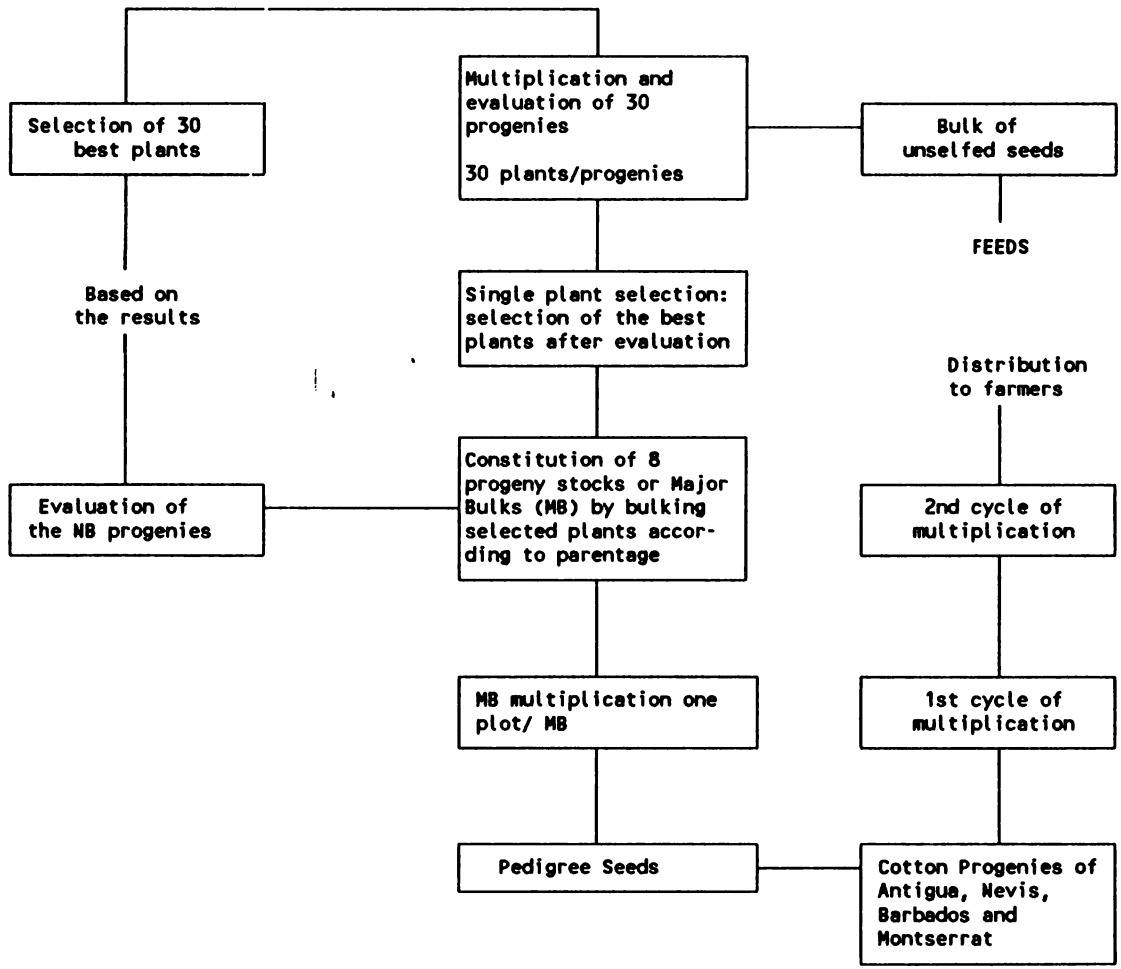 Multiplication and
evaluation of 30
progenies
30 plants/progenies
Selection of 30
best plants
Bulk of
unselfed seeds
FEEDS
Based on
the results
Single plant selection:
selection of the best
plants after evaluation
Distribution
to farmers
Evaluation of
the NB progenies
Constitution of 8
progeny stocks or Major
Bulks (MB) by bulking
selected plants accor-
ding to parentage
2nd cycle of
multiplication
MB multiplication one
plot/ MB
1st cycle of
multiplication
Pedigree Seeds
Cotton Progenies of
Antigua, Nevis,
Barbados and
Montserrat